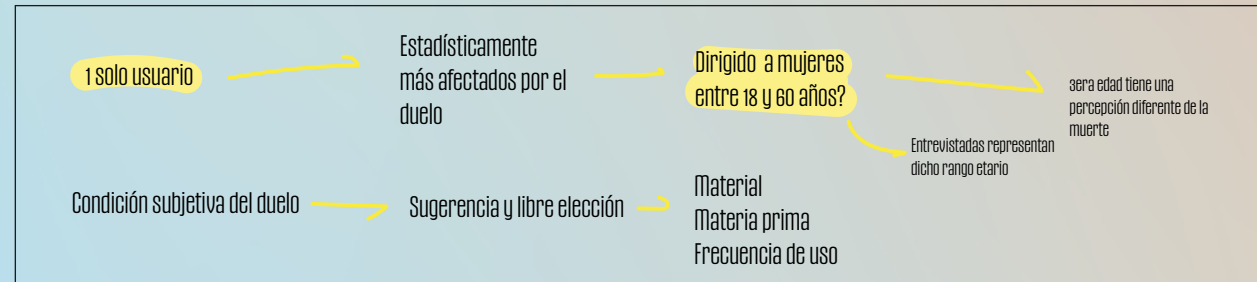 1 solo usuario
Estadísticamente
más afectados por el
duelo
Dirigido a mujeres
entre 18 y 60 años?
3era edad tiene una
percepción diferente de la
muerte
Entrevistadas representan
dicho rango etario
Condición subjetiva del duelo
Sugerencia y libre elección
Material
Materia prima
Frecuencia de uso